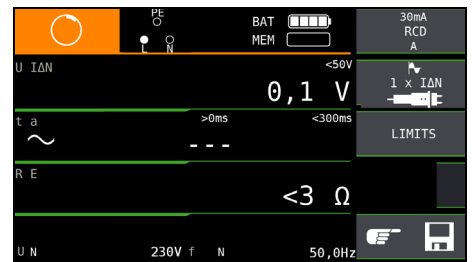 PE
L N
BAT
MEM
30mA
RCD
A
U IΔN
<50V
0,1 V
1 x IΔN
t a
>0ms
<300ms
---
LIMITS
R E
<3 Ω
U N
230V f N
50,0Hz